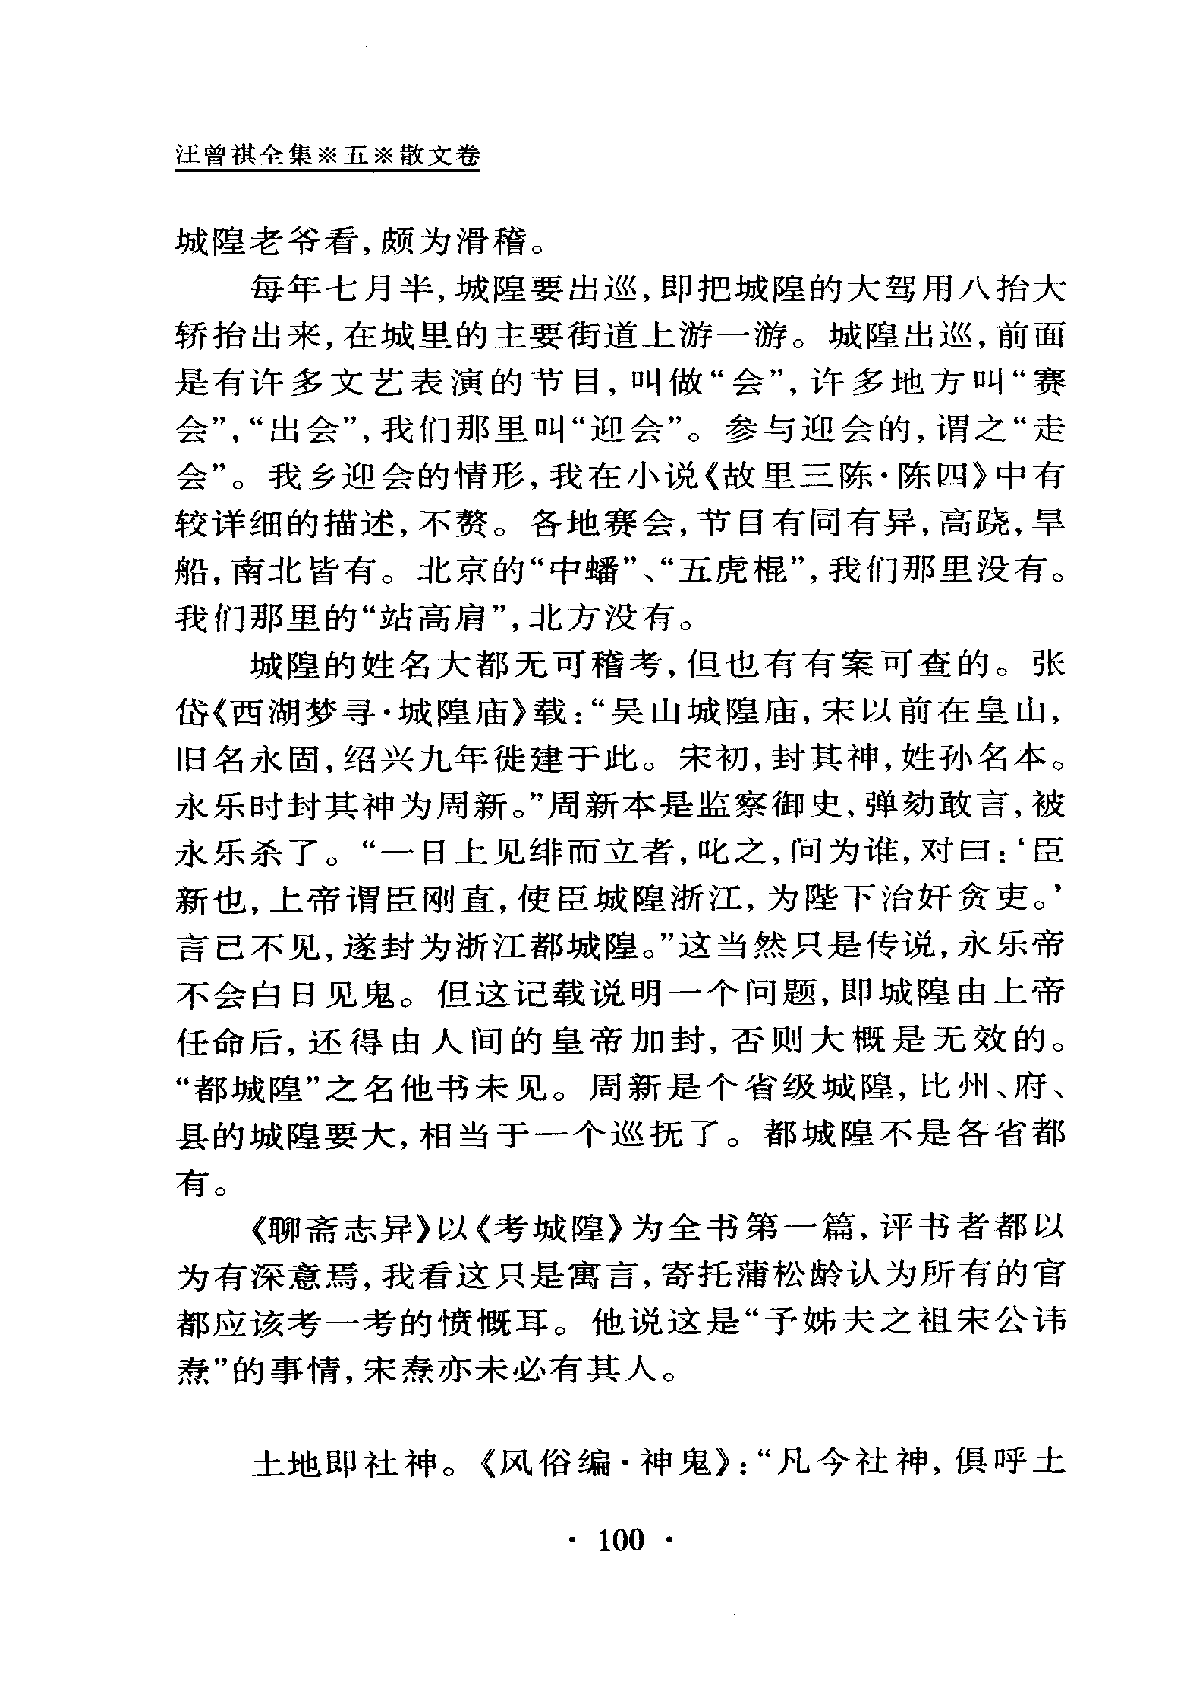 汪曾祺全集※五※散文卷
城隍老爷看，颇为滑稽。
每年七月半，城隍要出巡，即把城隍的大驾用八抬大
轿抬出来，在城里的主要街道上游一游。城隍出巡，前面
是有许多文艺表演的节目，叫做“会”，许多地方叫“赛
会”，“出会”，我们那里叫“迎会”。参与迎会的，谓之“走
会”。我乡迎会的情形，我在小说《故里三陈·陈四》中有
较详细的描述，不赘。各地赛会，节目有同有异，高跷，旱
船，南北皆有。北京的“中蟠”、“五虎棍”，我们那里没有。
我们那里的“站高肩”，北方没有。
城隍的姓名大都无可稽考，但也有有案可查的。张
岱《西湖梦寻·城隍庙》载：“吴山城隍庙，宋以前在皇山，
旧名永固，绍兴九年徙建于此。宋初，封其神，姓孙名本。
永乐时封其神为周新。”周新本是监察御史、弹劾敢言，被
永乐杀了。“一日上见绯而立者，叱之，问为谁，对曰：‘臣
新也，上帝谓臣刚直，使臣城隍浙江，为陛下治奸贪吏。’
言已不见，遂封为浙江都城隍。”这当然只是传说，永乐帝
不会白日见鬼。但这记载说明一个问题，即城隍由上帝
任命后，还得由人间的皇帝加封，否则大概是无效的。
“都城隍”之名他书未见。周新是个省级城隍，比州、府、
县的城隍要大，相当于一个巡抚了。都城隍不是各省都
有。
《聊斋志异》以《考城隍》为全书第一篇，评书者都以
为有深意焉，我看这只是寓言，寄托蒲松龄认为所有的官
都应该考一考的愤慨耳。他说这是“予姊夫之祖宋公讳
焘”的事情，宋焘亦未必有其人。
土地即社神。《风俗编·神鬼》：“凡今社神，俱呼土
· 100 ·